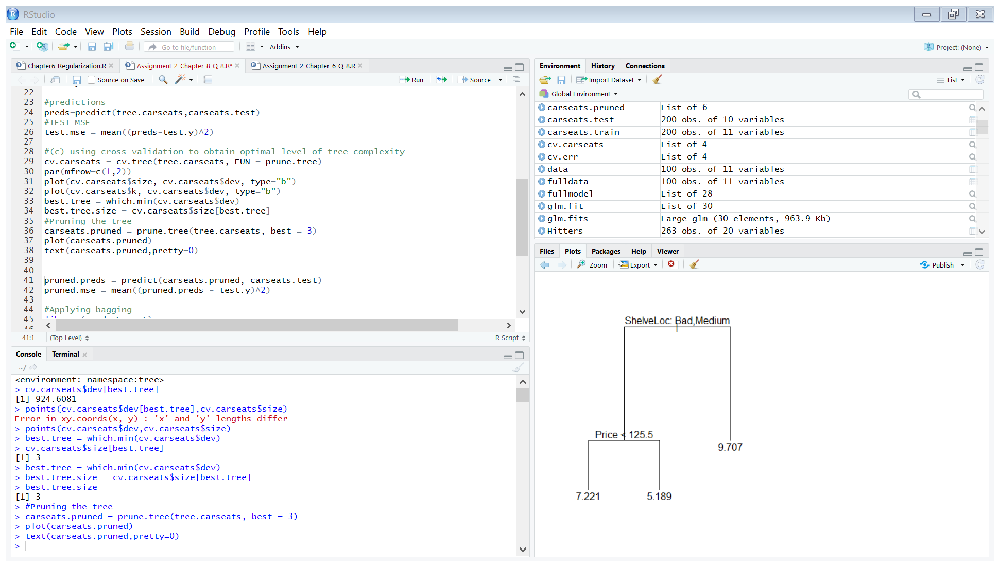 RStudio
File Edit Code View Plots Session Build Debug Profile Tools Help
Go to file/function Addins Project: (None)
Chapter6_Regularization.R Assignment_2_Chapter_8_Q_8.R* Assignment_2_Chapter_6_Q_8.R
Source on Save Run Source
22
23 #predictions
24 preds=predict(tree.carseats,carseats.test)
25 #TEST MSE
26 test.mse = mean((preds-test.y)^2)
27
28 #(c) using cross-validation to obtain optimal level of tree complexity
29 cv.carseats = cv.tree(tree.carseats, FUN = prune.tree)
30 par(mfrow=c(1,2))
31 plot(cv.carseats$size, cv.carseats$dev, type="b")
32 plot(cv.carseats$k, cv.carseats$dev, type="b")
33 best.tree = which.min(cv.carseats$dev)
34 best.tree.size = cv.carseats$size[best.tree]
35 #Pruning the tree
36 carseats.pruned = prune.tree(tree.carseats, best = 3)
37 plot(carseats.pruned)
38 text(carseats.pruned,pretty=0)
39
40
41 pruned.preds = predict(carseats.pruned, carseats.test)
42 pruned.mse = mean((pruned.preds - test.y)^2)
43
44 #Applying bagging
45
46
41:1 (Top Level) R Script
Console Terminal
~/
<environment: namespace:tree>
> cv.carseats$dev[best.tree]
[1] 924.6081
> points(cv.carseats$dev[best.tree],cv.carseats$size)
Error in xy.coords(x, y) : 'x' and 'y' lengths differ
> points(cv.carseats$dev,cv.carseats$size)
> best.tree = which.min(cv.carseats$dev)
> cv.carseats$size[best.tree]
[1] 3
> best.tree = which.min(cv.carseats$dev)
> best.tree.size = cv.carseats$size[best.tree]
> best.tree.size
[1] 3
> #Pruning the tree
> carseats.pruned = prune.tree(tree.carseats, best = 3)
> plot(carseats.pruned)
> text(carseats.pruned,pretty=0)
>
Environment History Connections
Import Dataset List
Global Environment
carseats.pruned List of 6
carseats.test 200 obs. of 10 variables
carseats.train 200 obs. of 11 variables
cv.carseats List of 4
cv.err List of 4
data 100 obs. of 11 variables
fulldata 100 obs. of 11 variables
fullmodel List of 28
glm.fit List of 30
glm.fits Large glm (30 elements, 963.9 Kb)
Hitters 263 obs. of 20 variables
Files Plots Packages Help Viewer
Zoom Export Publish
ShelveLoc: Bad,Medium
Price < 125.5
9.707
7.221 5.189